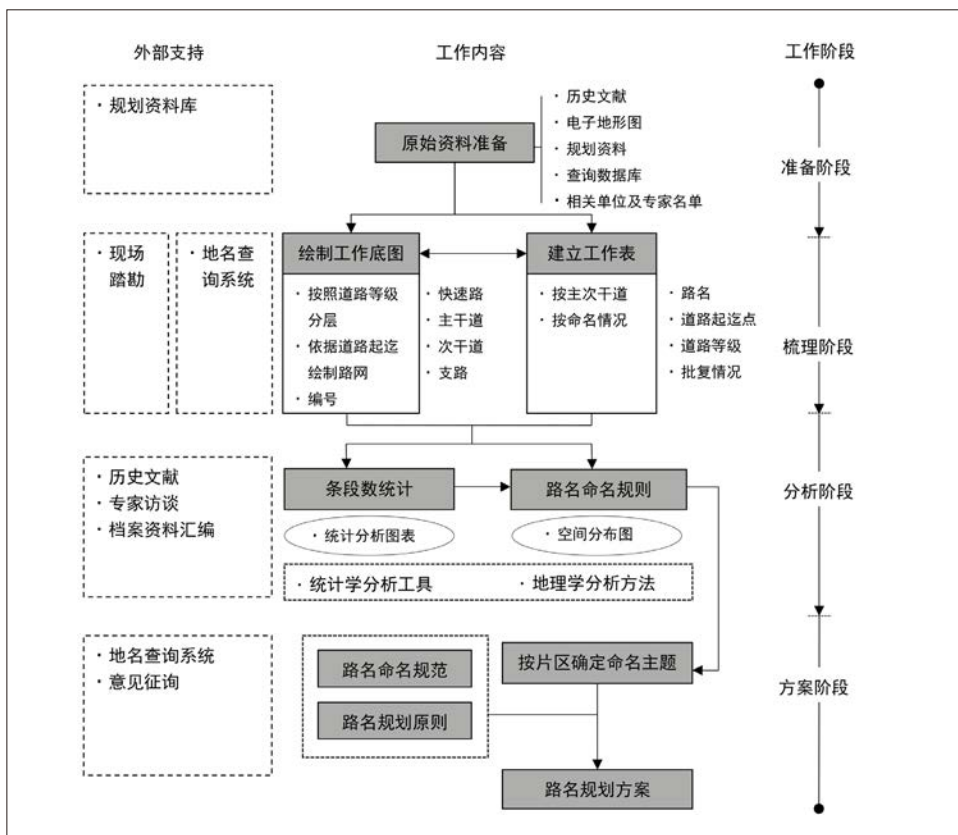 外部支持
工作内容
工作阶段
· 规划资料库
原始资料准备
· 历史文献
· 电子地形图
· 规划资料
· 查询数据库
· 相关单位及专家名单
准备阶段
· 现场
踏勘
· 地名查
询系统
绘制工作底图
· 按照道路等级
分层
· 依据道路起迄
绘制路网
· 编号
· 快速路
· 主干道
· 次干道
· 支路
建立工作表
· 按主次干道
· 按命名情况
· 路名
· 道路起迄点
· 道路等级
· 批复情况
梳理阶段
· 历史文献
· 专家访谈
· 档案资料汇编
条段数统计
路名命名规则
· 统计分析图表
· 空间分布图
· 统计学分析工具
· 地理学分析方法
分析阶段
· 地名查询系统
· 意见征询
路名命名规范
路名规划原则
按片区确定命名主题
路名规划方案
方案阶段